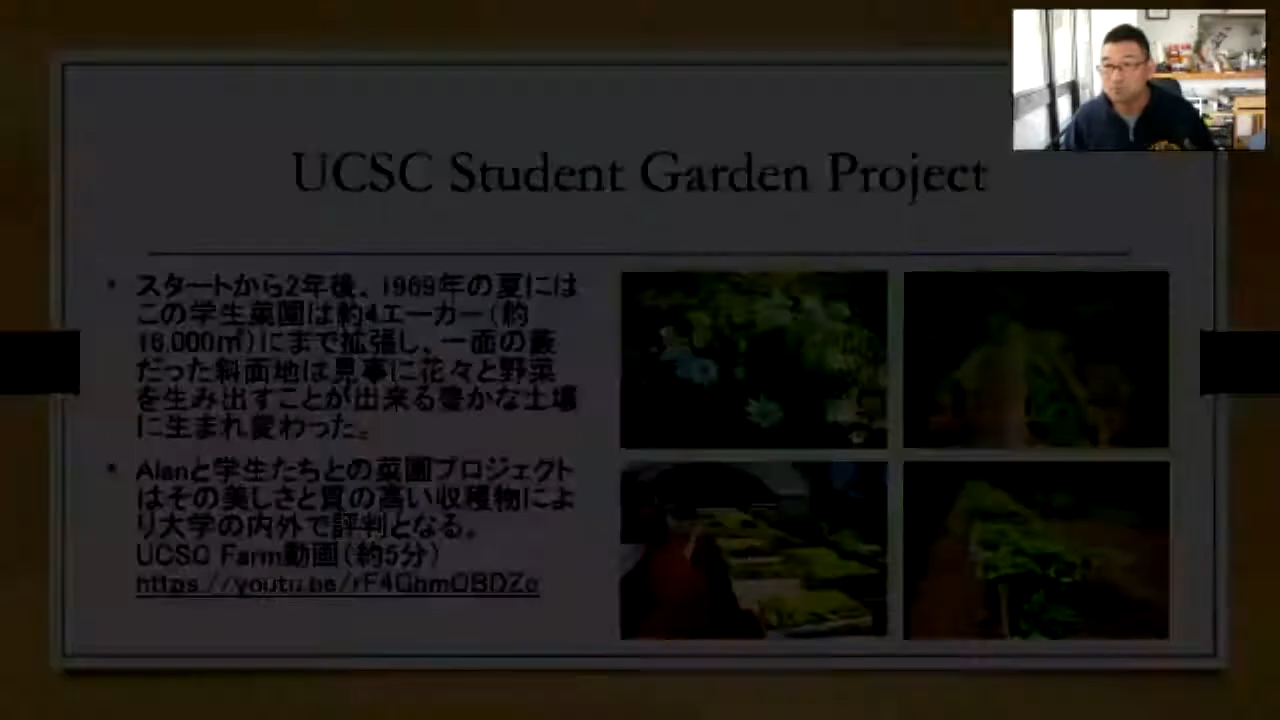 UCSC Student Garden Project
• スタートから2年後、1969年の夏には
この学生菜園は約4エーカー（約
16,000㎡)にまで拡張し、一面の藪
だった斜面地は見事に花々と野菜
を生み出すことが出来る豊かな土壌
に生まれ変わった。
• Alanと学生たちとの菜園プロジェクト
はその美しさと質の高い収穫物によ
り大学の内外で評判となる。
UCSC Farm動画（約5分）